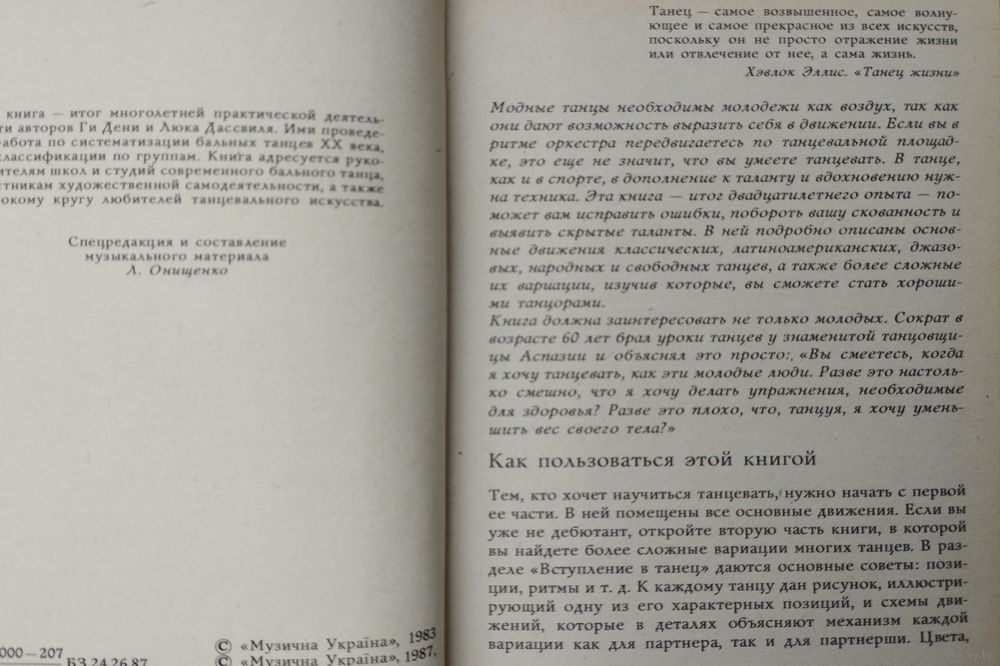 книга — итог многолетней практической деятель-
ти авторов Ги Дени и Люка Дассвиля. Ими проведе-
работа по систематизации бальных танцев XX века,
классификации по группам. Книга адресуется руко-
ителям школ и студий современного бального танца,
стникам художественной самодеятельности, а также
рокому кругу любителей танцевального искусства.
Спецредакция и составление
музыкального материала
Л. Онищенко
000—207
БЗ 24.26.87
© «Музична Україна», 1983
© «Музична Україна», 1987,
Танец — самое возвышенное, самое волну-
ющее и самое прекрасное из всех искусств,
поскольку он не просто отражение жизни
или отвлечение от нее, а сама жизнь.
Хэвлок Эллис. «Танец жизни»
Модные танцы необходимы молодежи как воздух, так как
они дают возможность выразить себя в движении. Если вы в
ритме оркестра передвигаетесь по танцевальной площад-
ке, это еще не значит, что вы умеете танцевать. В танце,
как и в спорте, в дополнение к таланту и вдохновению нуж-
на техника. Эта книга — итог двадцатилетнего опыта — по-
может вам исправить ошибки, побороть вашу скованность и
выявить скрытые таланты. В ней подробно описаны основ-
ные движения классических, латиноамериканских, джазо-
вых, народных и свободных танцев, а также более сложные
их вариации, изучив которые, вы сможете стать хороши-
ми танцорами.
Книга должна заинтересовать не только молодых. Сократ в
возрасте 60 лет брал уроки танцев у знаменитой танцовщи-
цы Аспазии и объяснял это просто: «Вы смеетесь, когда
я хочу танцевать, как эти молодые люди. Разве это настоль-
ко смешно, что я хочу делать упражнения, необходимые
для здоровья? Разве это плохо, что, танцуя, я хочу умень-
шить вес своего тела?»
Как пользоваться этой книгой
Тем, кто хочет научиться танцевать, нужно начать с первой
ее части. В ней помещены все основные движения. Если вы
уже не дебютант, откройте вторую часть книги, в которой
вы найдете более сложные вариации многих танцев. В раз-
деле «Вступление в танец» даются основные советы: пози-
ции, ритмы и т. д. К каждому танцу дан рисунок, иллюстри-
рующий одну из его характерных позиций, и схемы дви-
жений, которые в деталях объясняют механизм каждой
вариации как для партнера, так и для партнерши. Цвета,